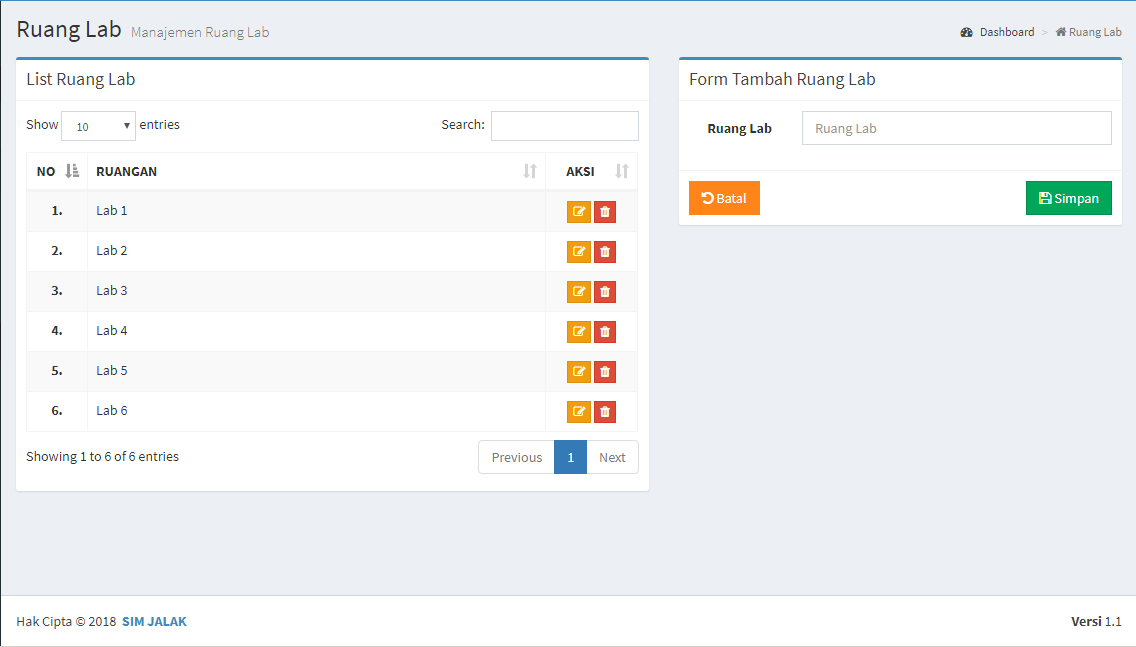 Ruang Lab Manajemen Ruang Lab
Dashboard > Ruang Lab
List Ruang Lab
Show 10 entries Search:
NO RUANGAN AKSI
1. Lab 1
2. Lab 2
3. Lab 3
4. Lab 4
5. Lab 5
6. Lab 6
Showing 1 to 6 of 6 entries Previous 1 Next
Form Tambah Ruang Lab
Ruang Lab Ruang Lab
Batal Simpan
Hak Cipta © 2018 SIM JALAK Versi 1.1